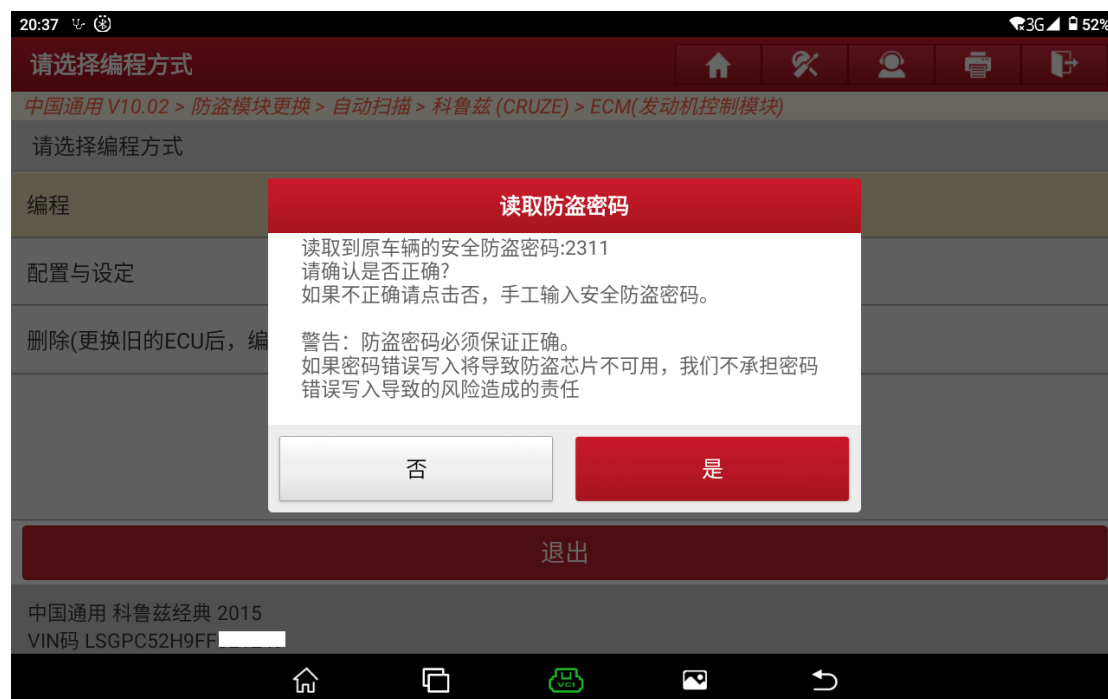 20:37
3G 52%
请选择编程方式
中国通用 V10.02 > 防盗模块更换 > 自动扫描 > 科鲁兹 (CRUZE) > ECM(发动机控制模块)
请选择编程方式
编程
读取防盗密码
读取到原车辆的安全防盗密码:2311
请确认是否正确?
如果不正确请点击否，手工输入安全防盗密码。
配置与设定
删除(更换旧的ECU后，编
警告：防盗密码必须保证正确。
如果密码错误写入将导致防盗芯片不可用，我们不承担密码
错误写入导致的风险造成的责任
否
是
退出
中国通用 科鲁兹经典 2015
VIN码 LSGPC52H9FF
VCI